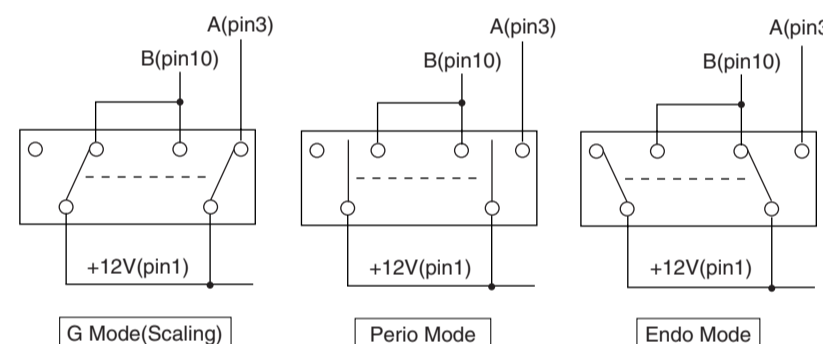 A(pin3)
B(pin10)
+12V(pin1)
G Mode(Scaling)
A(pin3)
B(pin10)
+12V(pin1)
Perio Mode
A(pin3
B(pin10)
+12V(pin1)
Endo Mode